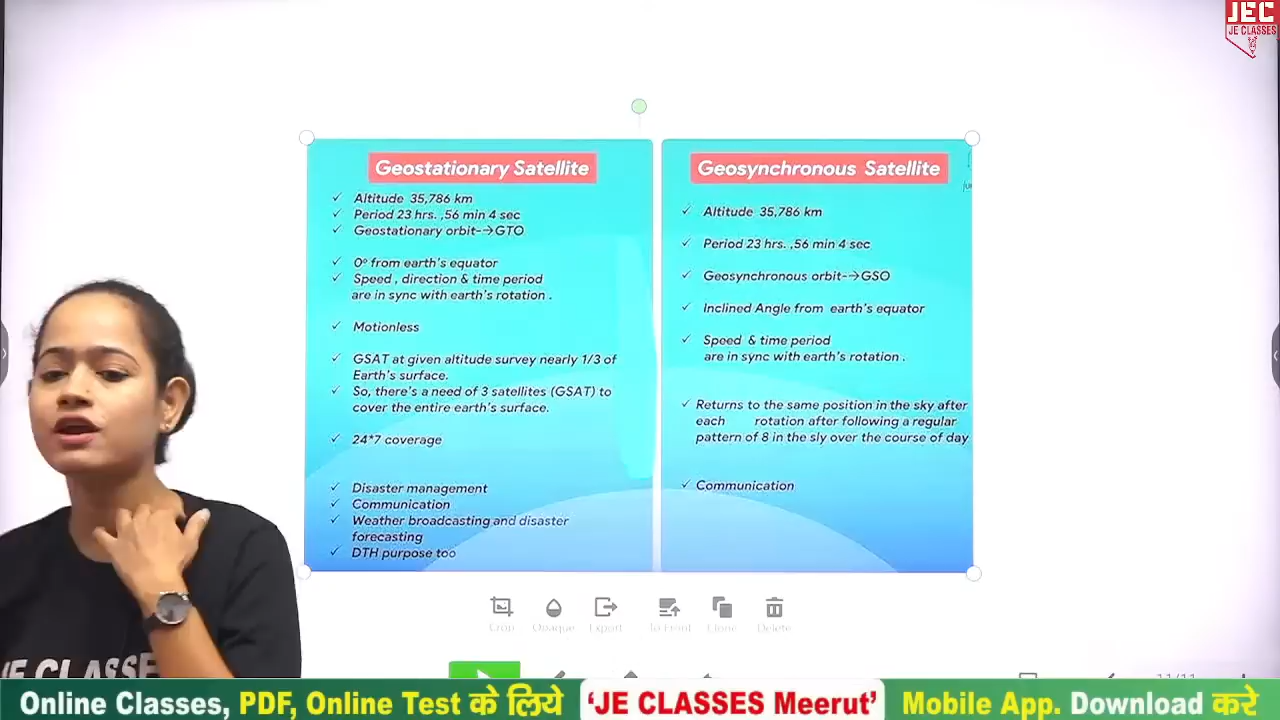 JEC
JE CLASSES
Geostationary Satellite
✓ Altitude 35,786 km
✓ Period 23 hrs. ,56 min 4 sec
✓ Geostationary orbit→GTO
✓ 0º from earth's equator
✓ Speed , direction & time period
are in sync with earth's rotation .
✓ Motionless
✓ GSAT at given altitude survey nearly 1/3 of
Earth's surface.
✓ So, there's a need of 3 satellites (GSAT) to
cover the entire earth's surface.
✓ 24*7 coverage
✓ Disaster management
✓ Communication
✓ Weather broadcasting and disaster
forecasting
✓ DTH purpose too
Geosynchronous Satellite
✓ Altitude 35,786 km
✓ Period 23 hrs. ,56 min 4 sec
✓ Geosynchronous orbit→GSO
✓ Inclined Angle from earth's equator
✓ Speed & time period
are in sync with earth's rotation .
✓ Returns to the same position in the sky after
each rotation after following a regular
pattern of 8 in the sly over the course of day
✓ Communication
Crop Opaque Export To Front Clone Delete
JE CLASSES
11/11
Online Classes, PDF, Online Test के लिये 'JE CLASSES Meerut' Mobile App. Download करे